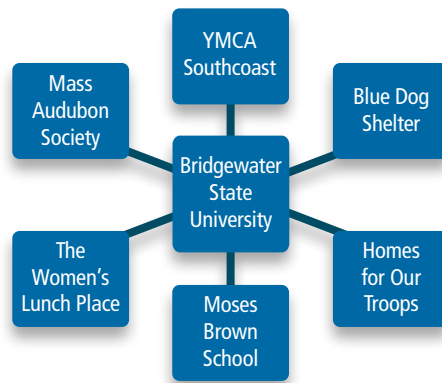 YMCA
Southcoast
Mass
Audubon
Society
Blue Dog
Shelter
Bridgewater
State
University
The
Women's
Lunch Place
Homes
for Our
Troops
Moses
Brown
School